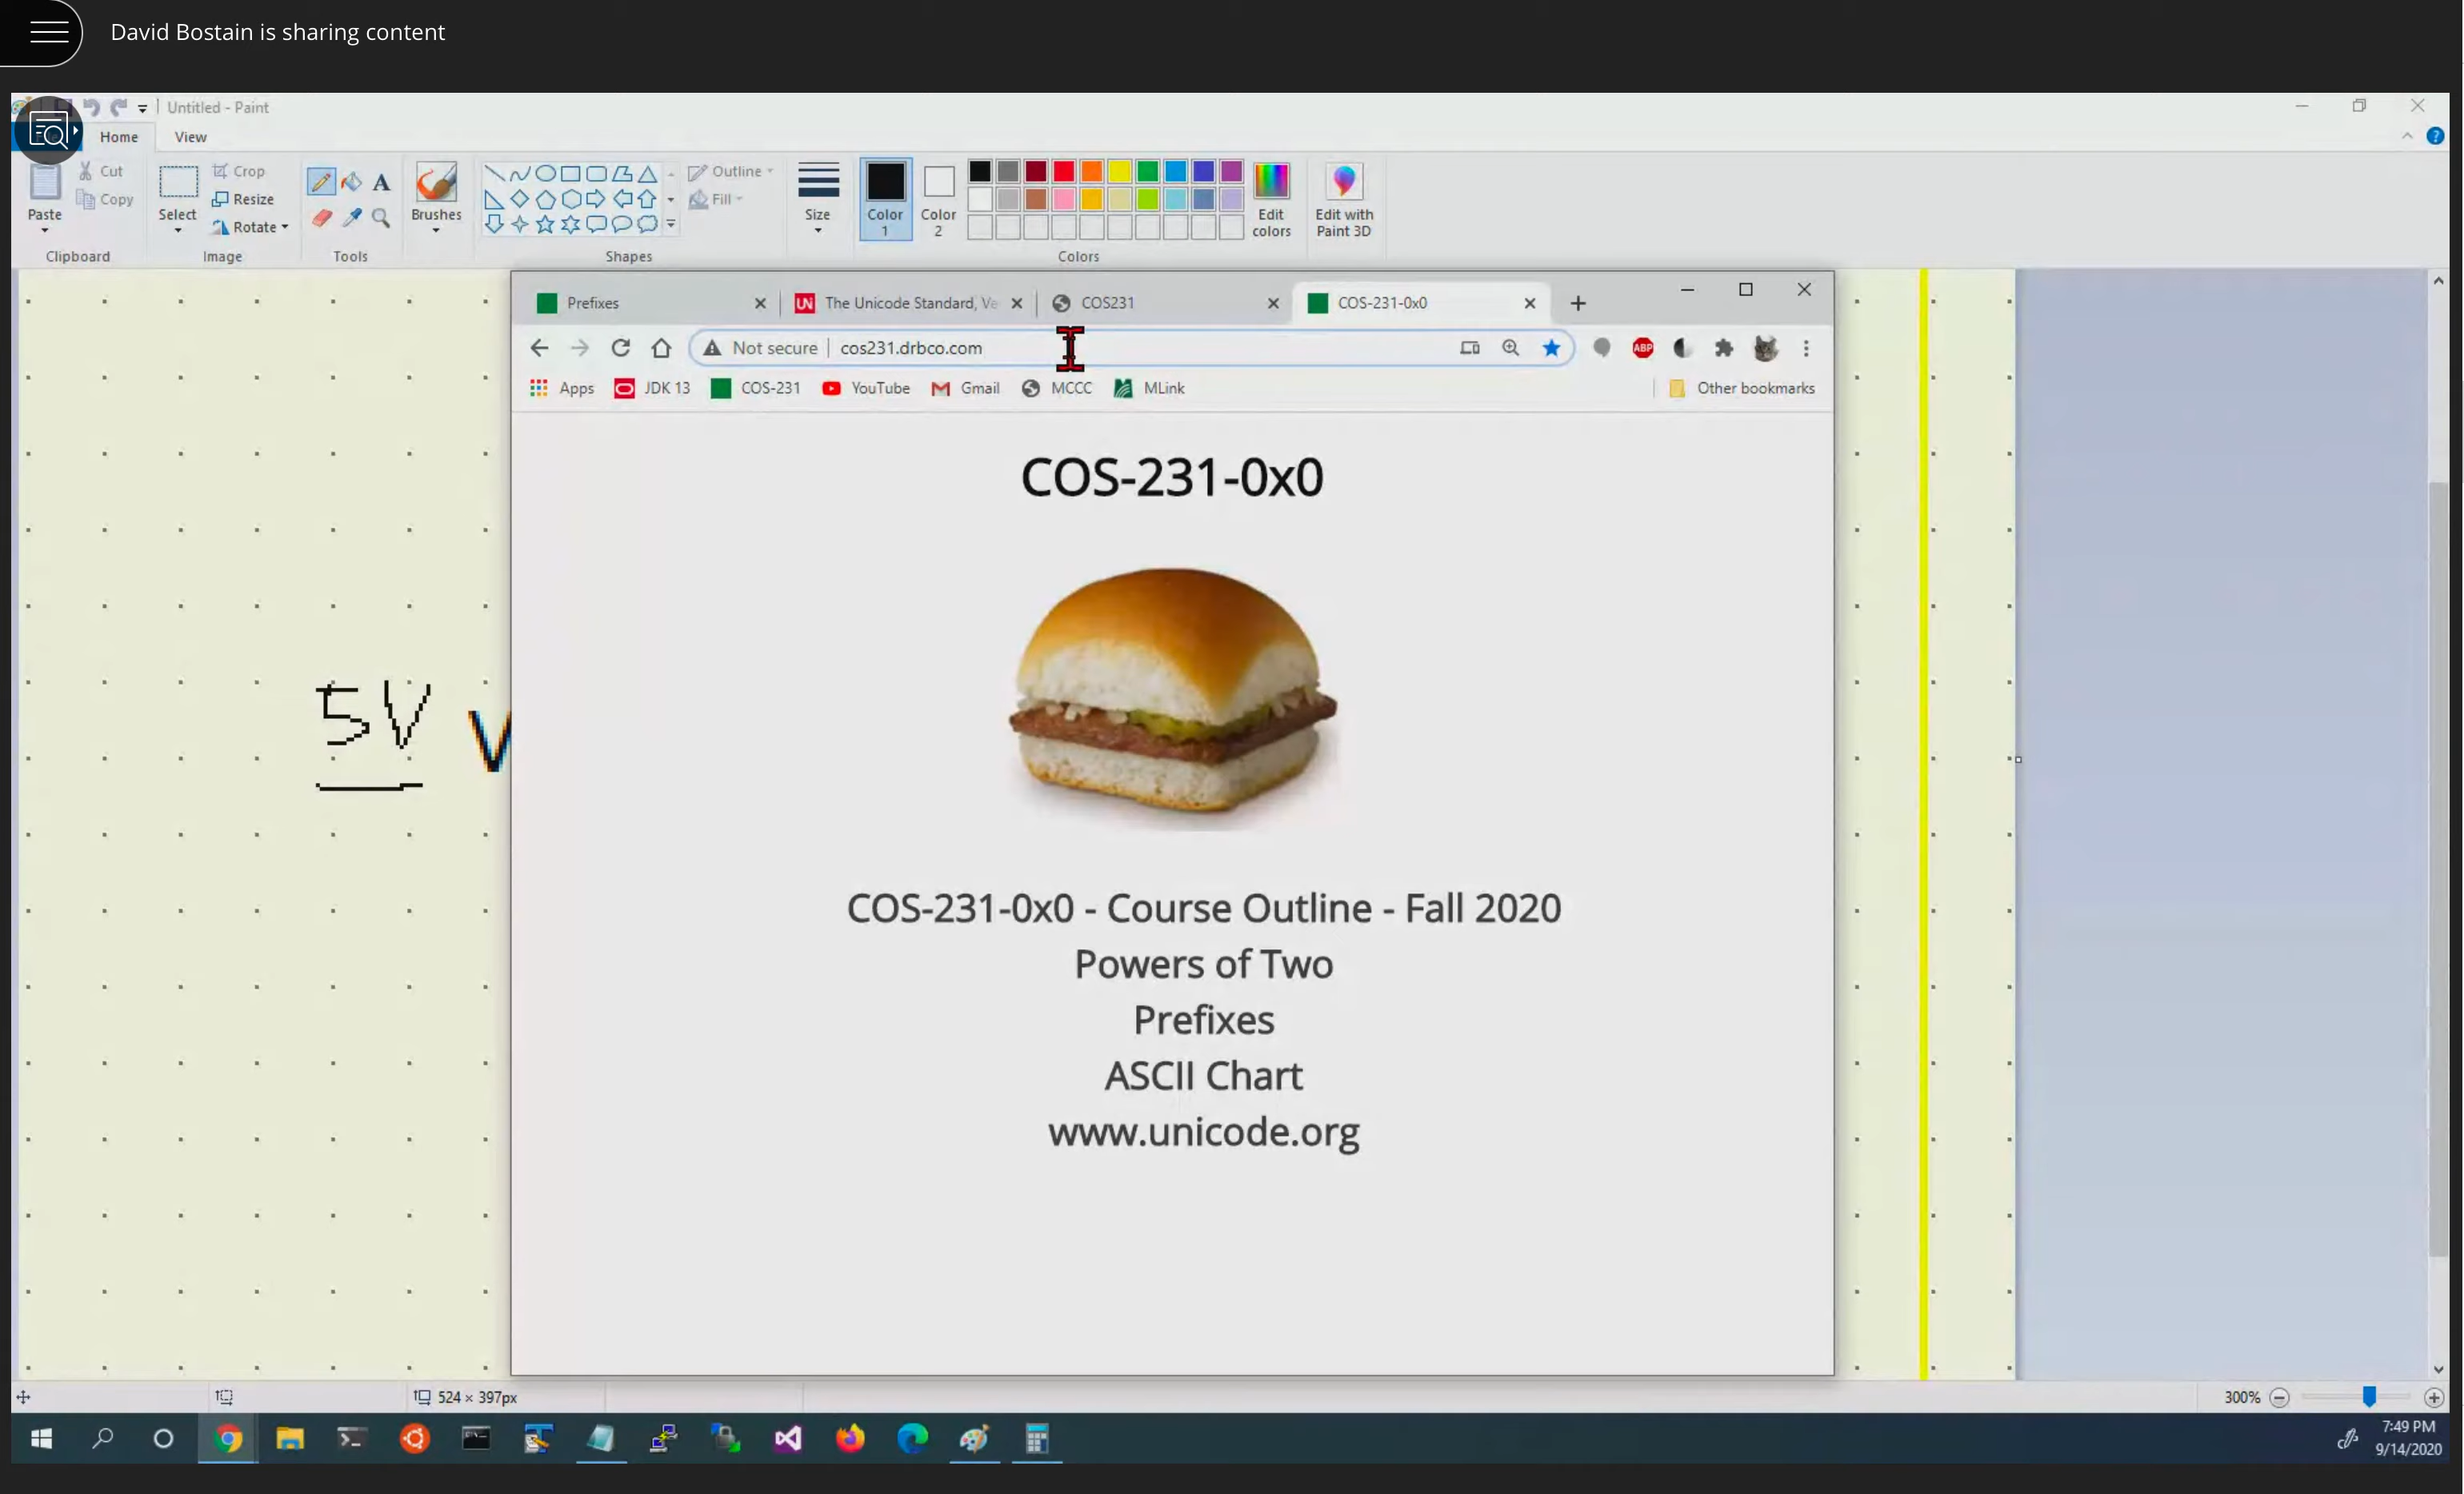 David Bostain is sharing content
Untitled - Paint
Home View
Cut
Copy
Paste
Clipboard
Crop
Resize
Rotate
Select
Image
A
Tools
Brushes
Outline
Fill
Shapes
Size
Color 1
Color 2
Edit colors
Colors
Edit with Paint 3D
Prefixes
UN The Unicode Standard, Ve
COS231
COS-231-0x0
Not secure cos231.drbco.com
ABP
Apps JDK 13 COS-231 YouTube Gmail MCCC MLink Other bookmarks
COS-231-0x0
5V V
COS-231-0x0 - Course Outline - Fall 2020
Powers of Two
Prefixes
ASCII Chart
www.unicode.org
524 × 397px
300%
7:49 PM
9/14/2020